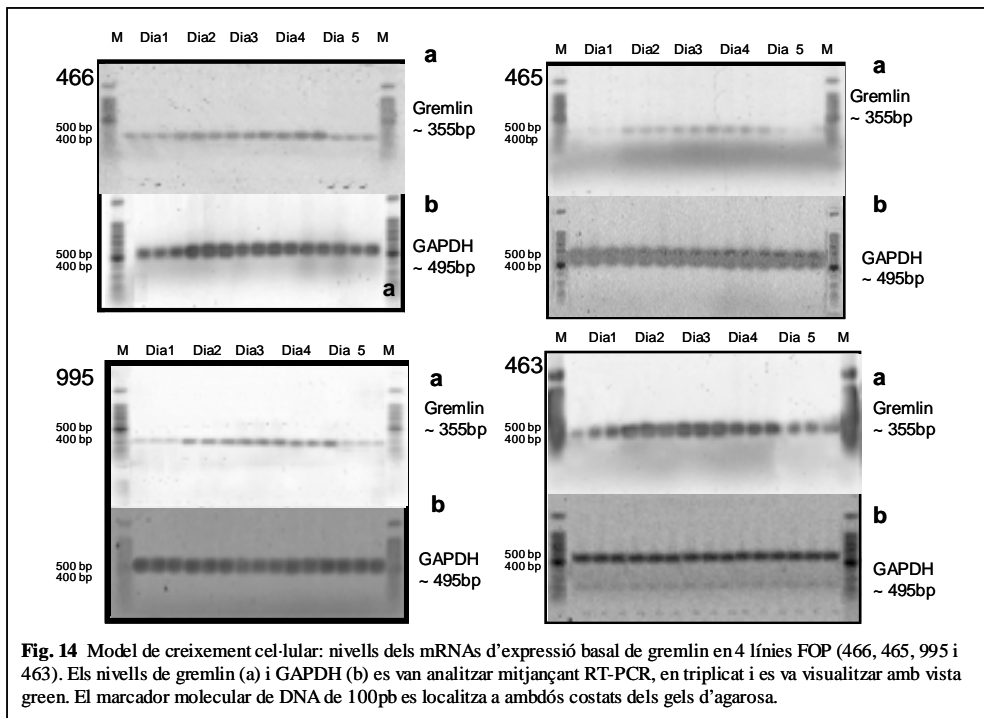 M Dia1 Dia2 Dia3 Dia4 Dia 5 M
466
a
Gremlin
~ 355bp
500 bp
400 bp
b
GAPDH
~ 495bp
500 bp
400 bp
a
M Dia1 Dia2 Dia3 Dia4 Dia 5 M
465
a
Gremlin
~ 355bp
500 bp
400bp
b
GAPDH
~ 495bp
500 bp
400 bp
M Dia1 Dia2 Dia3 Dia4 Dia 5 M
995
a
Gremlin
~ 355bp
500 bp
400 bp
b
GAPDH
~ 495bp
500 bp
400 bp
M Dia1 Dia2 Dia3 Dia4 Dia 5 M
463
a
Gremlin
~ 355bp
500 bp
400 bp
b
GAPDH
~ 495bp
500 bp
400 bp
Fig. 14 Model de creixement cel·lular: nivells dels mRNAs d'expressió basal de gremlin en 4 línies FOP (466, 465, 995 i
463). Els nivells de gremlin (a) i GAPDH (b) es van analitzar mitjançant RT-PCR, en triplicat i es va visualitzar amb vista
green. El marcador molecular de DNA de 100pb es localitza a ambdós costats dels gels d'agarosa.